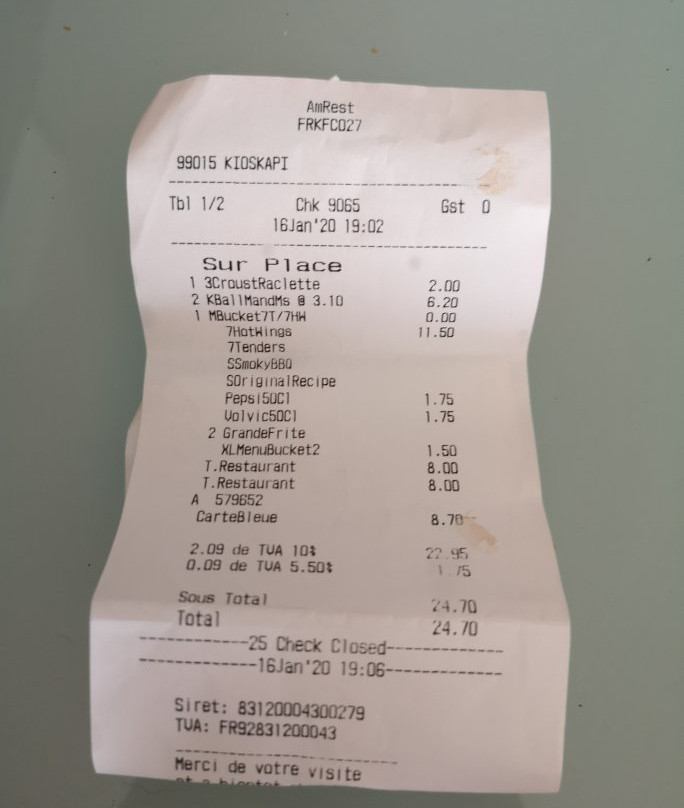 AmRest
FRKFC027
99015 KIOSKAPI
Tbl 1/2 Chk 9065 Gst 0
16Jan'20 19:02
Sur Place
1 3CroustRaclette 2.00
2 KBallMandMs @ 3.10 6.20
1 MBucket7T/7HW 0.00
7HotWings 11.50
7Tenders
SSmokyBBQ
SOriginalRecipe
Pepsi50Cl 1.75
Volvic50Cl 1.75
2 GrandeFrite
XLMenuBucket2 1.50
T.Restaurant 8.00
T.Restaurant 8.00
A 579652
CarteBleue 8.70
2.09 de TVA 10% 22.95
0.09 de TVA 5.50% 1.75
Sous Total 24.70
Total 24.70
------------25 Check Closed-------------
-------------16Jan'20 19:06-------------
Siret: 83120004300279
TVA: FR92831200043
Merci de votre visite
et a bientot